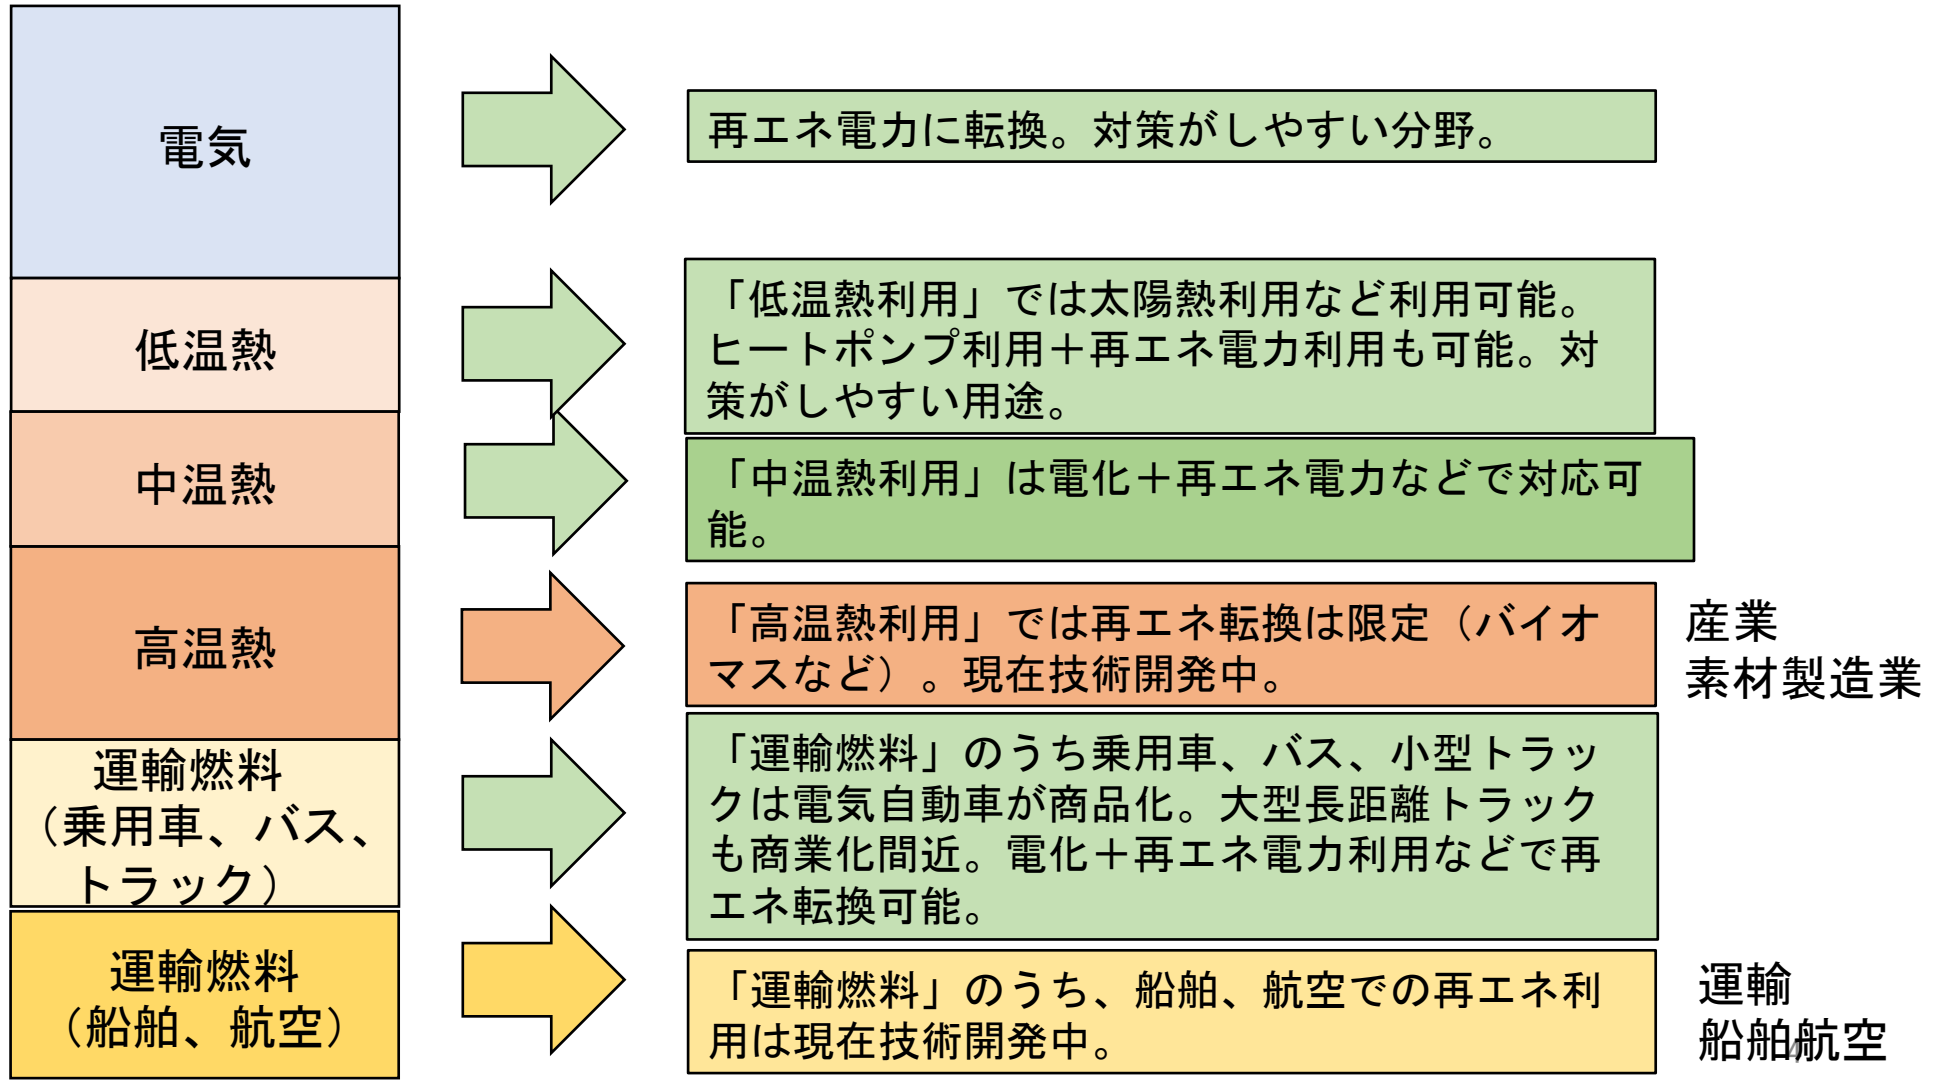 電気
再エネ電力に転換。対策がしやすい分野。
低温熱
「低温熱利用」では太陽熱利用など利用可能。
ヒートポンプ利用＋再エネ電力利用も可能。対
策がしやすい用途。
中温熱
「中温熱利用」は電化＋再エネ電力などで対応可
能。
高温熱
「高温熱利用」では再エネ転換は限定（バイオ
マスなど）。現在技術開発中。
産業
素材製造業
運輸燃料
（乗用車、バス、
トラック）
「運輸燃料」のうち乗用車、バス、小型トラッ
クは電気自動車が商品化。大型長距離トラック
も商業化間近。電化＋再エネ電力利用などで再
エネ転換可能。
運輸燃料
（船舶、航空）
「運輸燃料」のうち、船舶、航空での再エネ利
用は現在技術開発中。
運輸
船舶航空